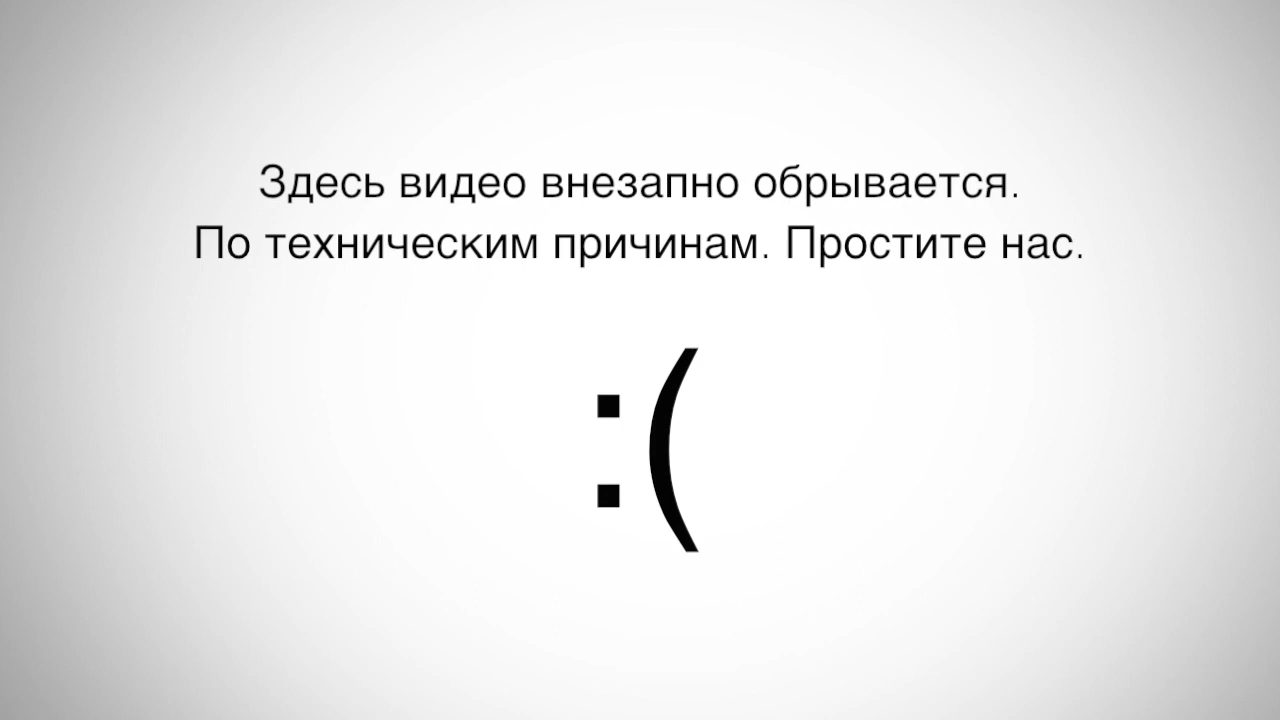 Здесь видео внезапно обрывается.
По техническим причинам. Простите нас.
:(